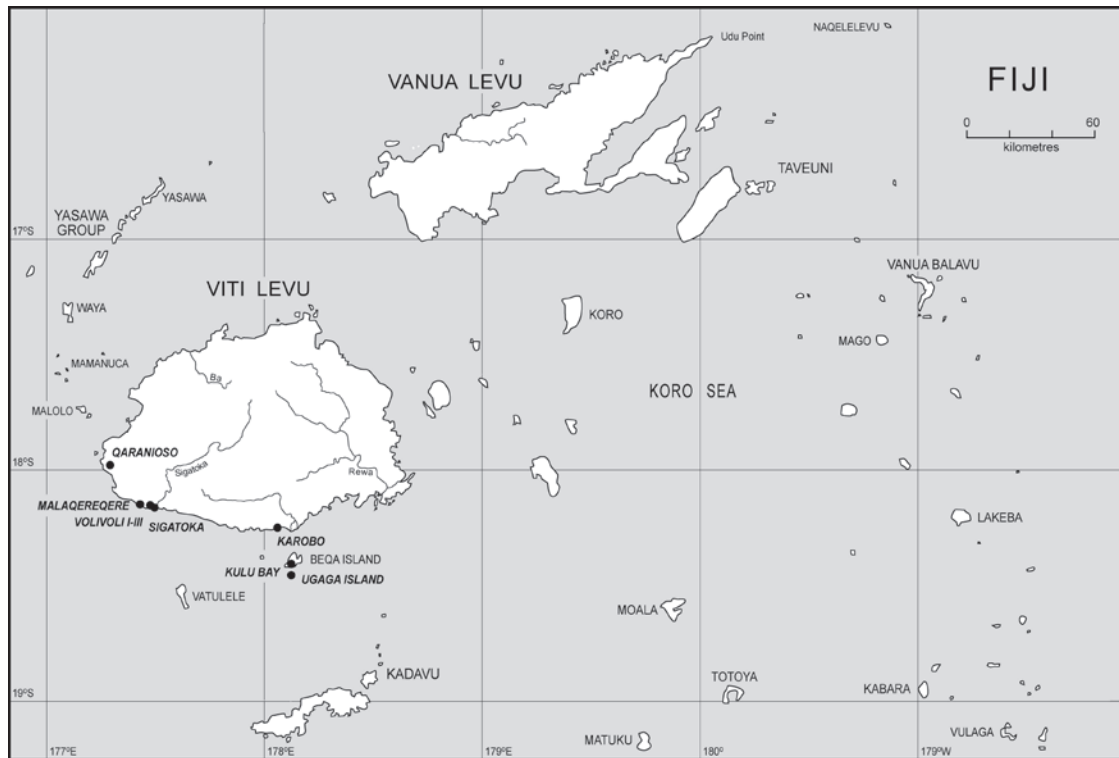 NAQELELEVU
Udu Point
VANUA LEVU
FIJI
0 60
kilometres
TAVEUNI
YASAWA
YASAWA
GROUP
17ºS
VANUA BALAVU
VITI LEVU
WAYA
KORO
MAGO
MAMANUCA
Ba
KORO SEA
MALOLO
QARANIOSO
18ºS
Sigatoka
Rewa
MALAQEREQERE
VOLIVOLI I-III
SIGATOKA
LAKEBA
KAROBO
BEQA ISLAND
KULU BAY
UGAGA ISLAND
VATULELE
MOALA
KADAVU
TOTOYA
KABARA
19ºS
MATUKU
VULAGA
177ºE
178ºE
179ºE
180º
179ºW